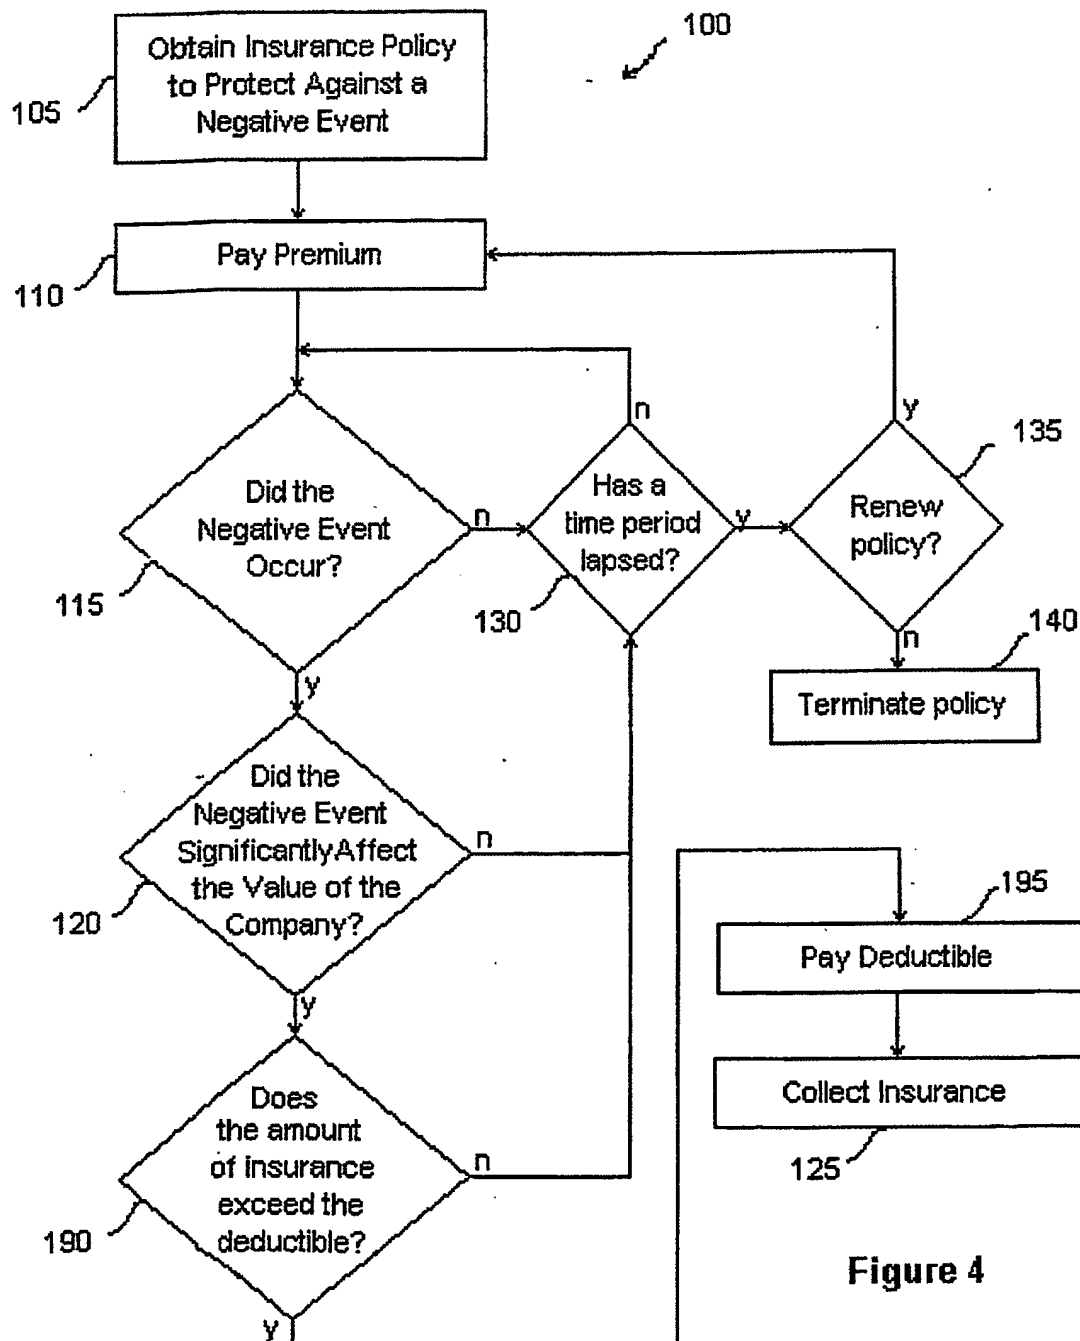 100
Obtain Insurance Policy
to Protect Against a
Negative Event
105
Pay Premium
110
n
y
135
Did the
Negative Event
Occur?
n
115
Has a
time period
lapsed?
y
130
Renew
policy?
n
140
Terminate policy
y
Did the
Negative Event
Significantly Affect
the Value of the
Company?
n
120
y
195
Pay Deductible
Collect Insurance
125
Does
the amount
of insurance
exceed the
deductible?
n
190
y
Figure 4